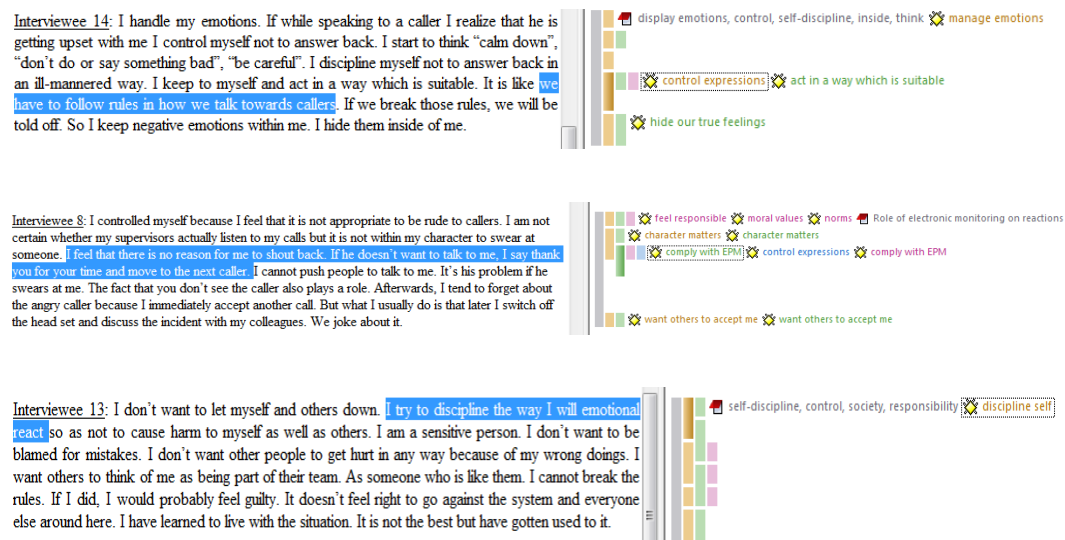 Interviewee 14: I handle my emotions. If while speaking to a caller I realize that he is
getting upset with me I control myself not to answer back. I start to think “calm down”,
“don’t do or say something bad”, “be careful”. I discipline myself not to answer back in
an ill-mannered way. I keep to myself and act in a way which is suitable. It is like we
have to follow rules in how we talk towards callers. If we break those rules, we will be
told off. So I keep negative emotions within me. I hide them inside of me.
display emotions, control, self-discipline, inside, think manage emotions
control expressions act in a way which is suitable
hide our true feelings
Interviewee 8: I controlled myself because I feel that it is not appropriate to be rude to callers. I am not
certain whether my supervisors actually listen to my calls but it is not within my character to swear at
someone. I feel that there is no reason for me to shout back. If he doesn’t want to talk to me, I say thank
you for your time and move to the next caller. I cannot push people to talk to me. It’s his problem if he
swears at me. The fact that you don’t see the caller also plays a role. Afterwards, I tend to forget about
the angry caller because I immediately accept another call. But what I usually do is that later I switch off
the head set and discuss the incident with my colleagues. We joke about it.
feel responsible moral values norms Role of electronic monitoring on reactions
character matters character matters
comply with EPM control expressions comply with EPM
want others to accept me want others to accept me
Interviewee 13: I don’t want to let myself and others down. I try to discipline the way I will emotional
react so as not to cause harm to myself as well as others. I am a sensitive person. I don’t want to be
blamed for mistakes. I don’t want other people to get hurt in any way because of my wrong doings. I
want others to think of me as being part of their team. As someone who is like them. I cannot break the
rules. If I did, I would probably feel guilty. It doesn’t feel right to go against the system and everyone
else around here. I have learned to live with the situation. It is not the best but have gotten used to it.
self-discipline, control, society, responsibility discipline self